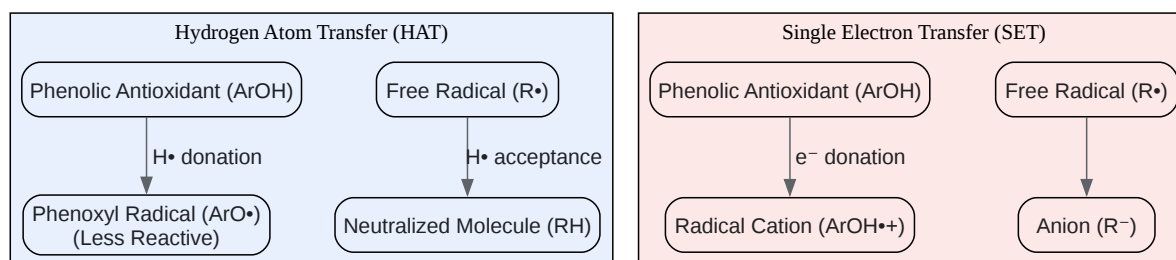 Hydrogen Atom Transfer (HAT)
Phenolic Antioxidant (ArOH)
Free Radical (R•)
H• donation
H• acceptance
Phenoxyl Radical (ArO•)
(Less Reactive)
Neutralized Molecule (RH)
Single Electron Transfer (SET)
Phenolic Antioxidant (ArOH)
Free Radical (R•)
e⁻ donation
Radical Cation (ArOH•+)
Anion (R⁻)